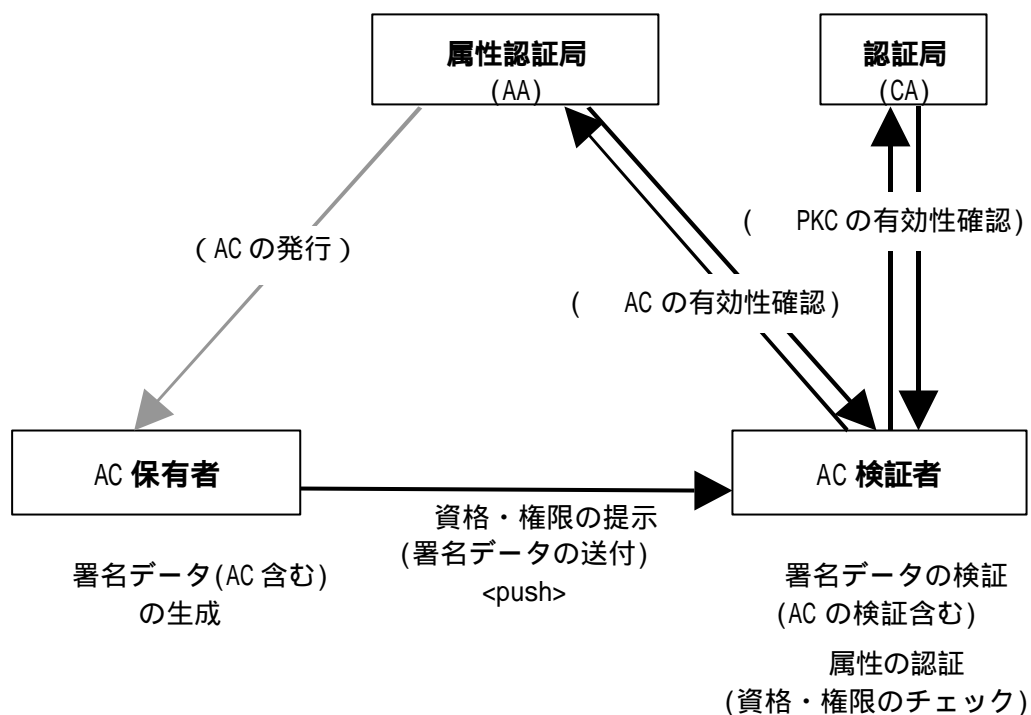 属性認証局
(AA)
認証局
(CA)
( PKC の有効性確認)
(AC の発行)
( AC の有効性確認)
AC 保有者
AC 検証者
資格・権限の提示
(署名データの送付)
<push>
署名データ(AC 含む)
の生成
署名データの検証
(AC の検証含む)
属性の認証
(資格・権限のチェック)